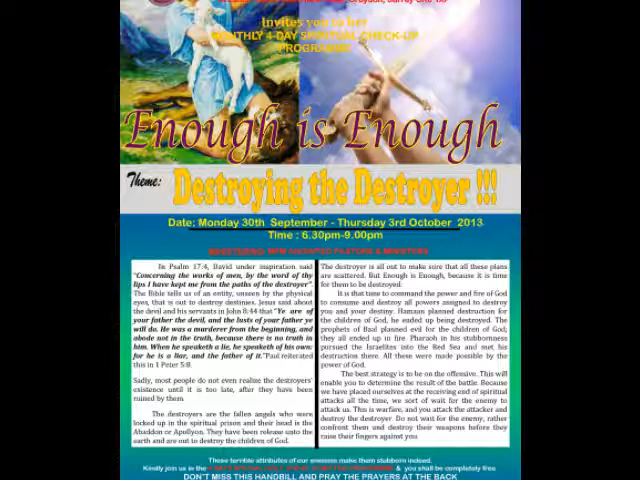 Croydon, Surrey CR0 1XF
Invites you to her
MONTHLY 4-DAY SPIRITUAL CHECK-UP
PROGRAMME
Enough is Enough
Theme: Destroying the Destroyer !!!
Date: Monday 30th September - Thursday 3rd October 2013
Time : 6.30pm-9.00pm
MINISTERING: MFM ANOINTED PASTORS & MINISTERS
In Psalm 17:4, David under inspiration said
"Concerning the works of men, by the word of thy
lips I have kept me from the paths of the destroyer".
The Bible tells us of an entity, unseen by the physical
eyes, that is out to destroy destinies. Jesus said about
the devil and his servants in John 8:44 that "Ye are of
your father the devil, and the lusts of your father ye
will do. He was a murderer from the beginning, and
abode not in the truth, because there is no truth in
him. When he speaketh a lie, he speaketh of his own:
for he is a liar, and the father of it." Paul reiterated
this in 1 Peter 5:8.
Sadly, most people do not even realize the destroyers'
existence until it is too late, after they have been
ruined by them.
The destroyers are the fallen angels who were
locked up in the spiritual prison and their head is the
Abaddon or Apollyon. They have been release unto the
earth and are out to destroy the children of God.
The destroyer is all out to make sure that all these plans
are scattered. But Enough is Enough, because it is time
for them to be destroyed.
It is that time to command the power and fire of God
to consume and destroy all powers assigned to destroy
you and your destiny. Hamaan planned destruction for
the children of God, he ended up being destroyed. The
prophets of Baal planned evil for the children of God;
they all ended up in fire. Pharaoh in his stubbornness
pursued the Israelites into the Red Sea and met his
destruction there. All these were made possible by the
power of God.
The best strategy is to be on the offensive. This will
enable you to determine the result of the battle. Because
we have placed ourselves at the receiving end of spiritual
attacks all the time, we sort of wait for the enemy to
attack us. This is warfare, and you attack the attacker and
destroy the destroyer. Do not wait for the enemy, rather
confront them and destroy their weapons before they
raise their fingers against you.
These terrible attributes of our enemies make them stubborn indeed.
Kindly join us in the & you shall be completely free
DON'T MISS THIS HANDBILL AND PRAY THE PRAYERS AT THE BACK